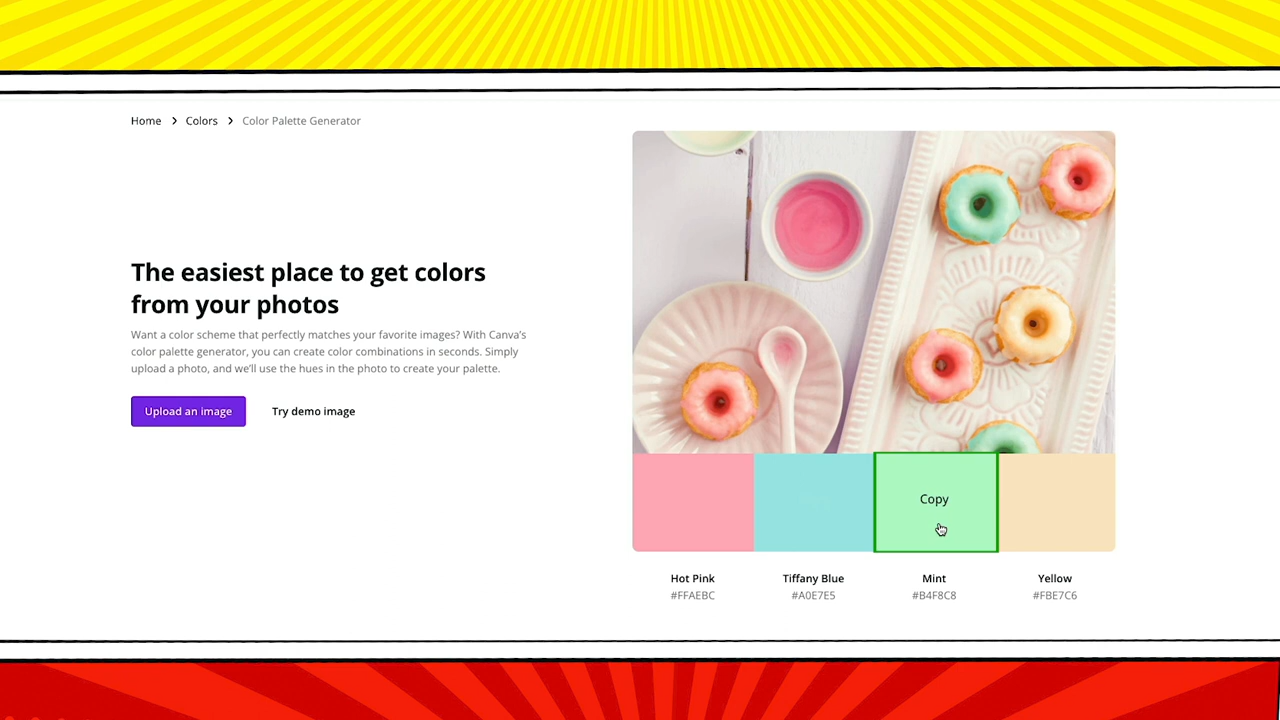 Home > Colors > Color Palette Generator
The easiest place to get colors
from your photos
Want a color scheme that perfectly matches your favorite images? With Canva's
color palette generator, you can create color combinations in seconds. Simply
upload a photo, and we'll use the hues in the photo to create your palette.
Upload an image
Try demo image
Copy
Hot Pink
#FFAEBC
Tiffany Blue
#A0E7E5
Mint
#B4F8C8
Yellow
#FBE7C6